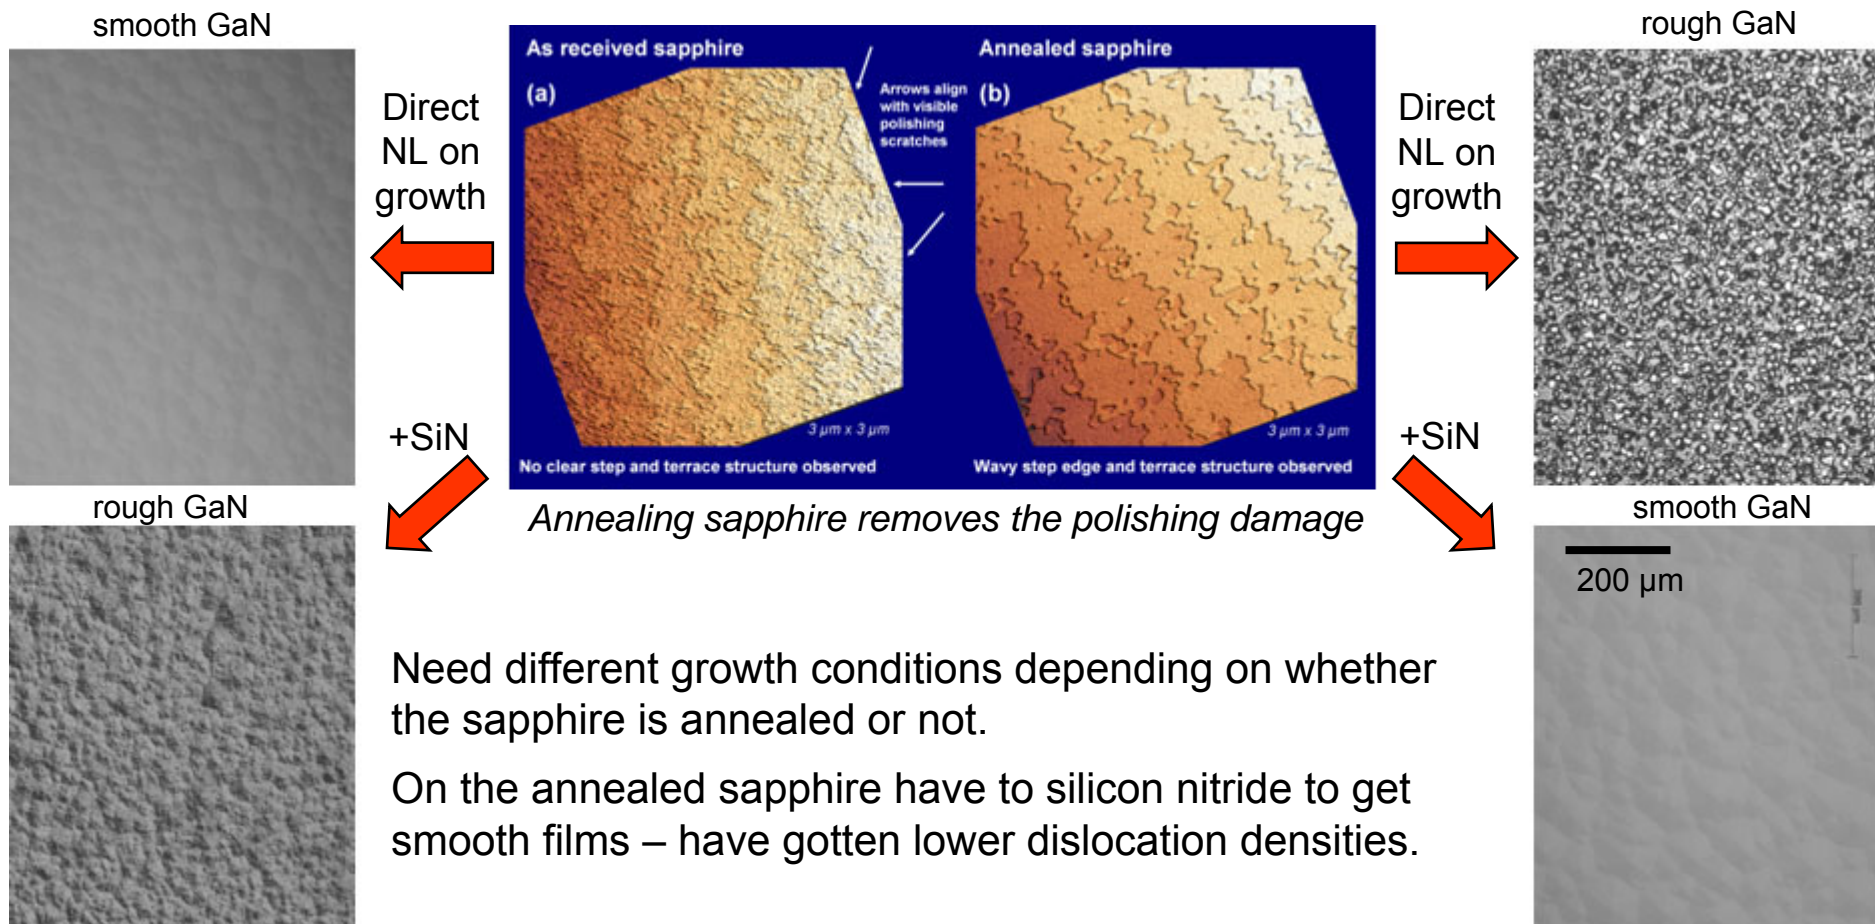 smooth GaN
Direct
NL on
growth
+SiN
rough GaN
As received sapphire
(a)
Arrows align
with visible
polishing
scratches
3 µm x 3 µm
No clear step and terrace structure observed
Annealed sapphire
(b)
3 µm x 3 µm
Wavy step edge and terrace structure observed
Annealing sapphire removes the polishing damage
Direct
NL on
growth
+SiN
rough GaN
smooth GaN
200 µm
Need different growth conditions depending on whether
the sapphire is annealed or not.
On the annealed sapphire have to silicon nitride to get
smooth films – have gotten lower dislocation densities.